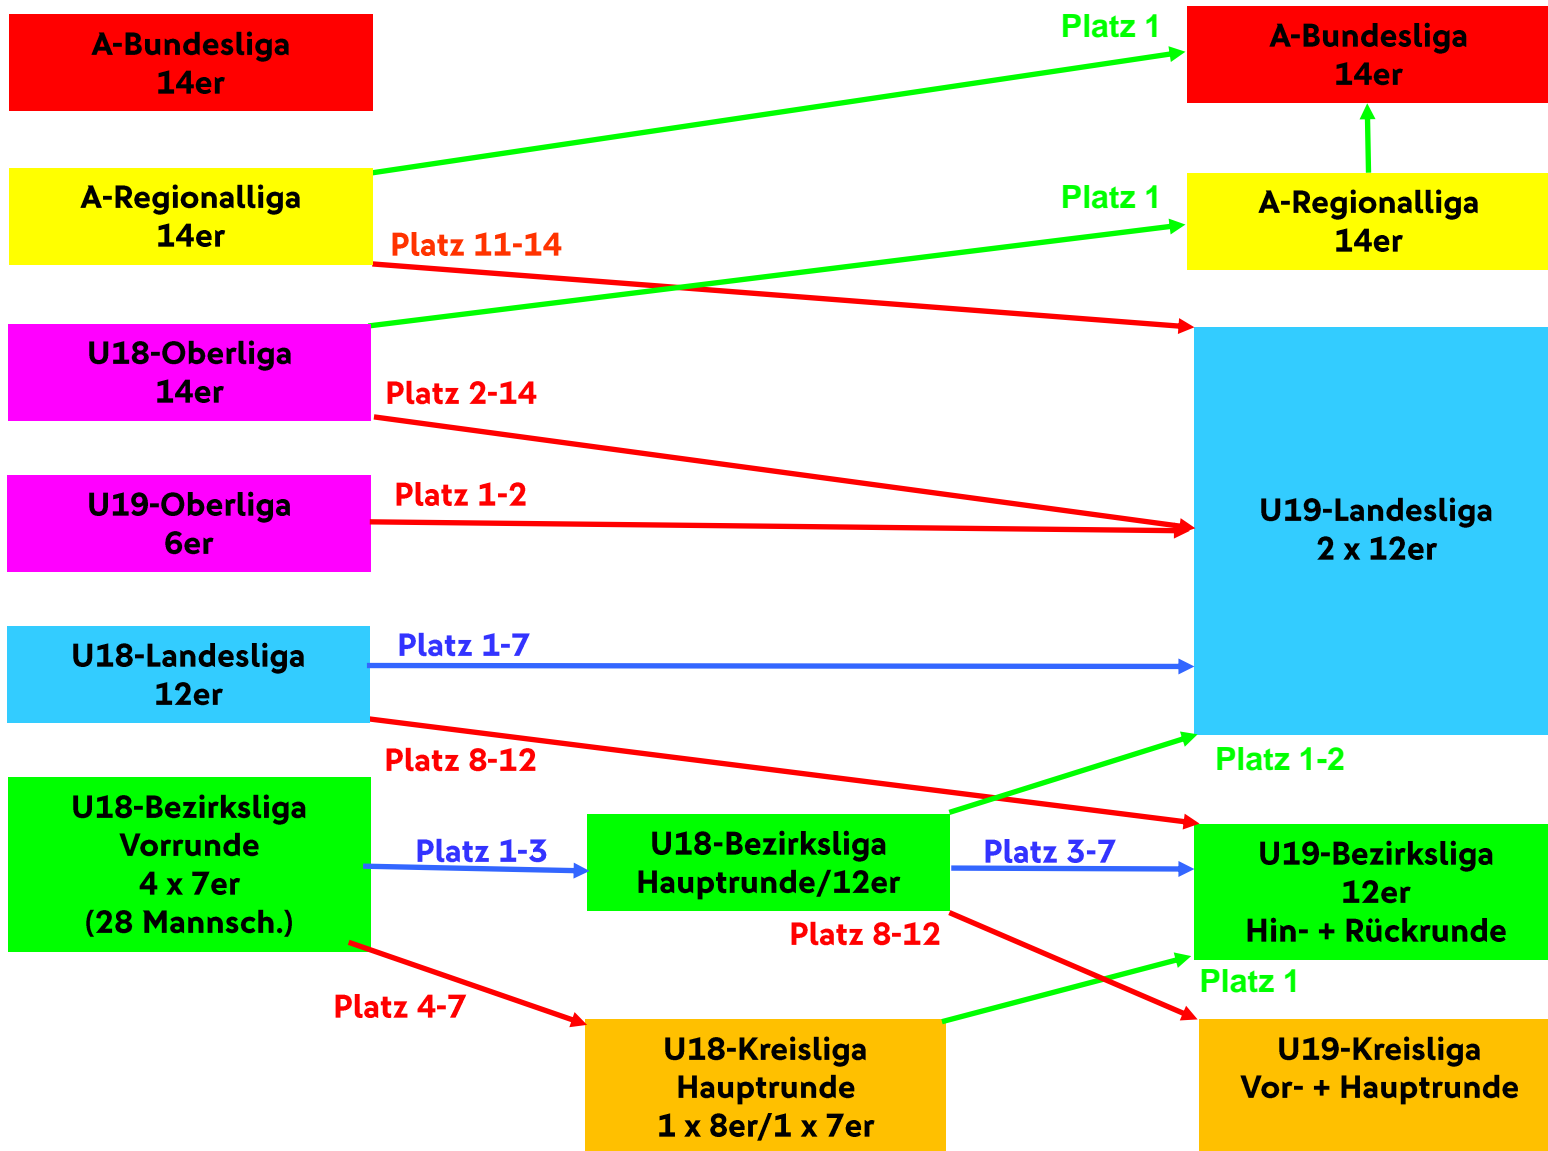 A-Bundesliga
14er
Platz 1
A-Bundesliga
14er
A-Regionalliga
14er
Platz 11-14
Platz 1
A-Regionalliga
14er
U18-Oberliga
14er
Platz 2-14
U19-Oberliga
6er
Platz 1-2
U19-Landesliga
2 x 12er
U18-Landesliga
12er
Platz 1-7
Platz 8-12
Platz 1-2
U18-Bezirksliga
Vorrunde
4 x 7er
(28 Mannsch.)
Platz 1-3
U18-Bezirksliga
Hauptrunde/12er
Platz 3-7
U19-Bezirksliga
12er
Hin- + Rückrunde
Platz 8-12
Platz 4-7
Platz 1
U18-Kreisliga
Hauptrunde
1 x 8er/1 x 7er
U19-Kreisliga
Vor- + Hauptrunde